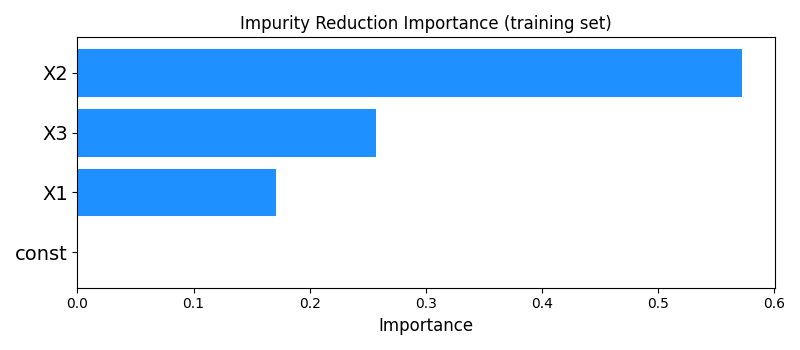 Impurity Reduction Importance (training set)
X2
X3
X1
const
0.0 0.1 0.2 0.3 0.4 0.5 0.6
Importance